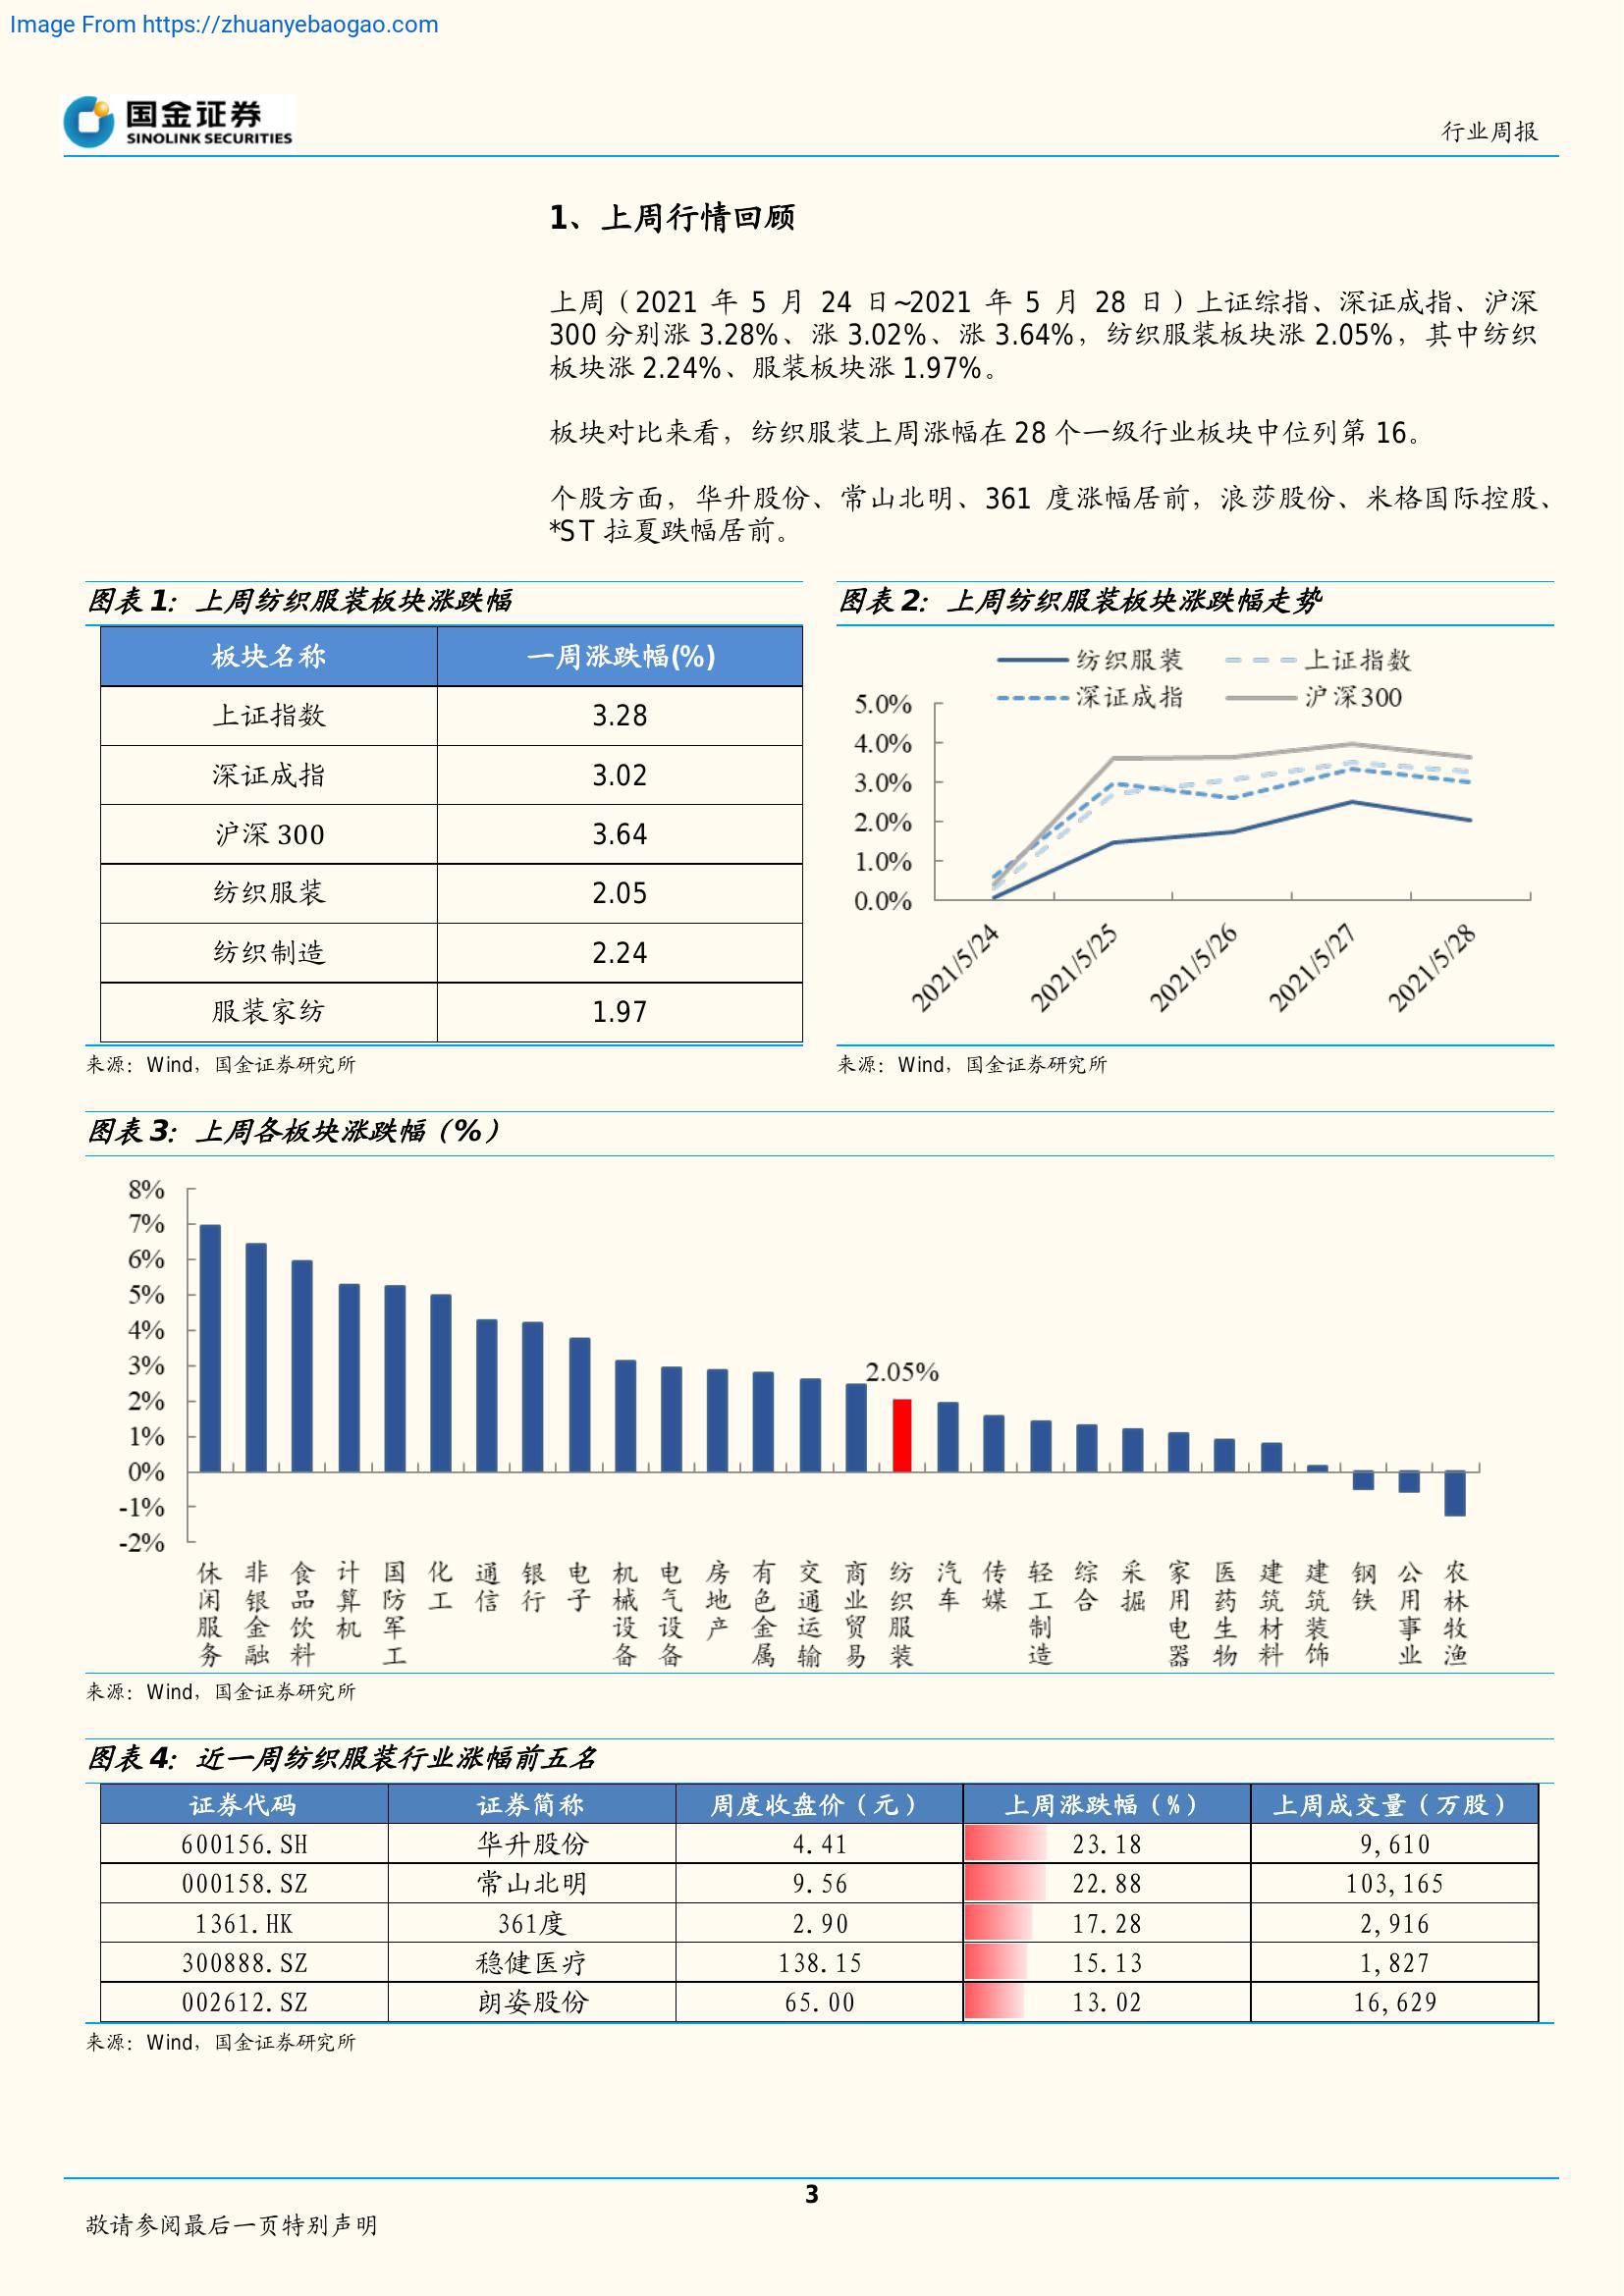 Image From https://zhuanyebaogao.com
国金证券
SINOLINK SECURITIES
行业周报
1、上周行情回顾
上周（2021 年 5 月 24 日~2021 年 5 月 28 日）上证综指、深证成指、沪深
300 分别涨 3.28%、涨 3.02%、涨 3.64%，纺织服装板块涨 2.05%，其中纺织
板块涨 2.24%、服装板块涨 1.97%。
板块对比来看，纺织服装上周涨幅在 28 个一级行业板块中位列第 16。
个股方面，华升股份、常山北明、361 度涨幅居前，浪莎股份、米格国际控股、
*ST 拉夏跌幅居前。
图表 1：上周纺织服装板块涨跌幅
板块名称 一周涨跌幅(%)
上证指数 3.28
深证成指 3.02
沪深 300 3.64
纺织服装 2.05
纺织制造 2.24
服装家纺 1.97
来源：Wind，国金证券研究所
图表 2：上周纺织服装板块涨跌幅走势
纺织服装 上证指数
深证成指 沪深300
5.0%
4.0%
3.0%
2.0%
1.0%
0.0%
2021/5/24 2021/5/25 2021/5/26 2021/5/27 2021/5/28
来源：Wind，国金证券研究所
图表 3：上周各板块涨跌幅（%）
8%
7%
6%
5%
4%
3%
2%
1%
0%
-1%
-2%
2.05%
休闲服务 非银金融 食品饮料 计算机 国防军工 化工 通信 银行 电子 机械设备 电气设备 房地产 有色金属 交通运输 商业贸易 纺织服装 汽车 传媒 轻工制造 综合 采掘 家用电器 医药生物 建筑材料 建筑装饰 钢铁 公用事业 农林牧渔
来源：Wind，国金证券研究所
图表 4：近一周纺织服装行业涨幅前五名
证券代码 证券简称 周度收盘价（元） 上周涨跌幅（%） 上周成交量（万股）
600156.SH 华升股份 4.41 23.18 9,610
000158.SZ 常山北明 9.56 22.88 103,165
1361.HK 361度 2.90 17.28 2,916
300888.SZ 稳健医疗 138.15 15.13 1,827
002612.SZ 朗姿股份 65.00 13.02 16,629
来源：Wind，国金证券研究所
3
敬请参阅最后一页特别声明